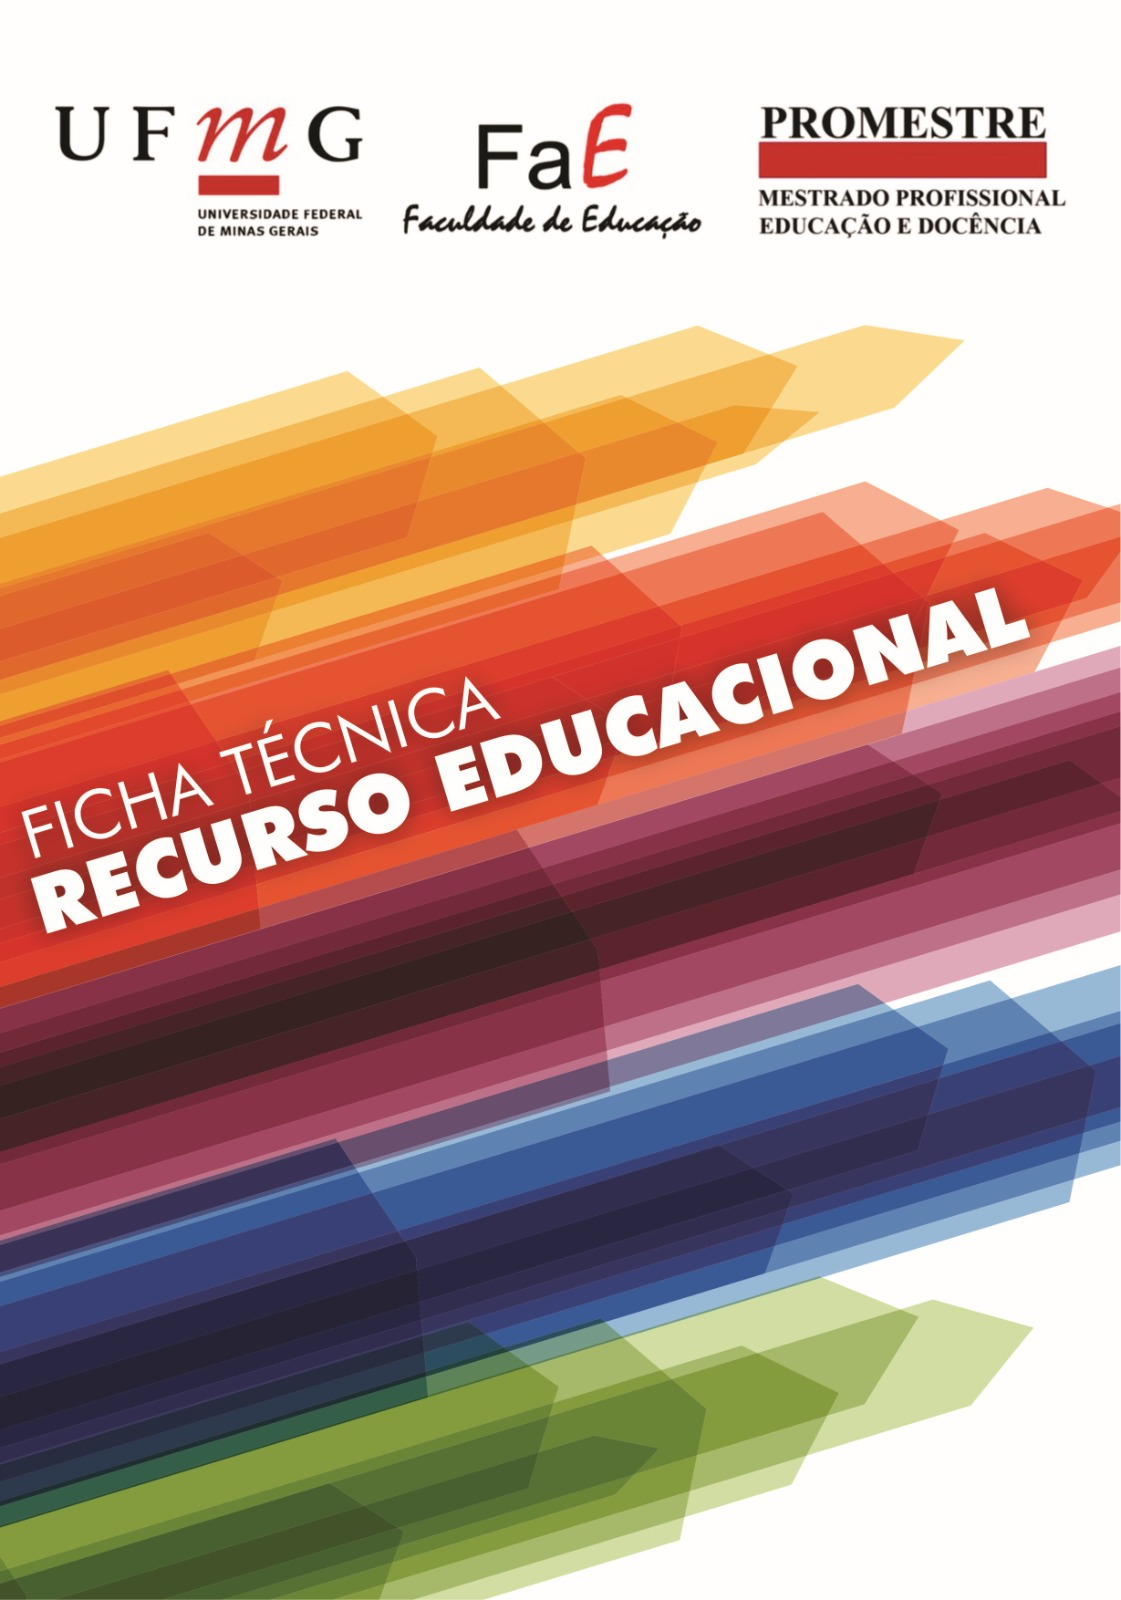 UFmG
UNIVERSIDADE FEDERAL
DE MINAS GERAIS
FaE
Faculdade de Educação
PROMESTRE
MESTRADO PROFISSIONAL
EDUCAÇÃO E DOCÊNCIA
FICHA TÉCNICA
RECURSO EDUCACIONAL